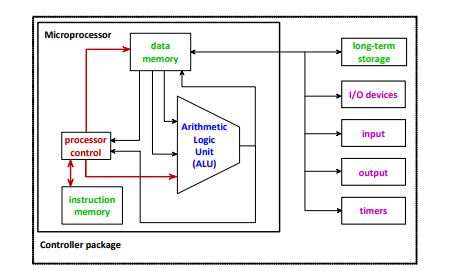 Microprocessor
data
memory
long-term
storage
I/O devices
Arithmetic
Logic
Unit
(ALU)
processor
control
input
output
instruction
memory
timers
Controller package